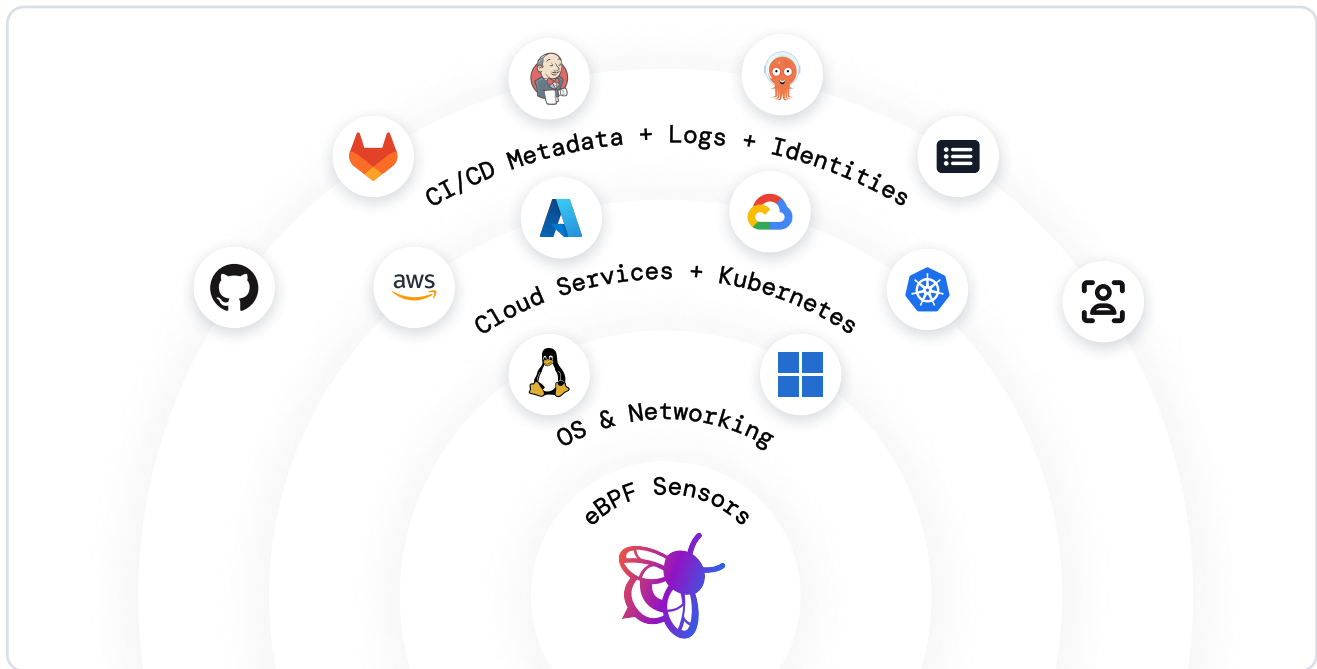 CI/CD Metadata + Logs + Identities
aws
Cloud Services + Kubernetes
OS & Networking
eBPF Sensors